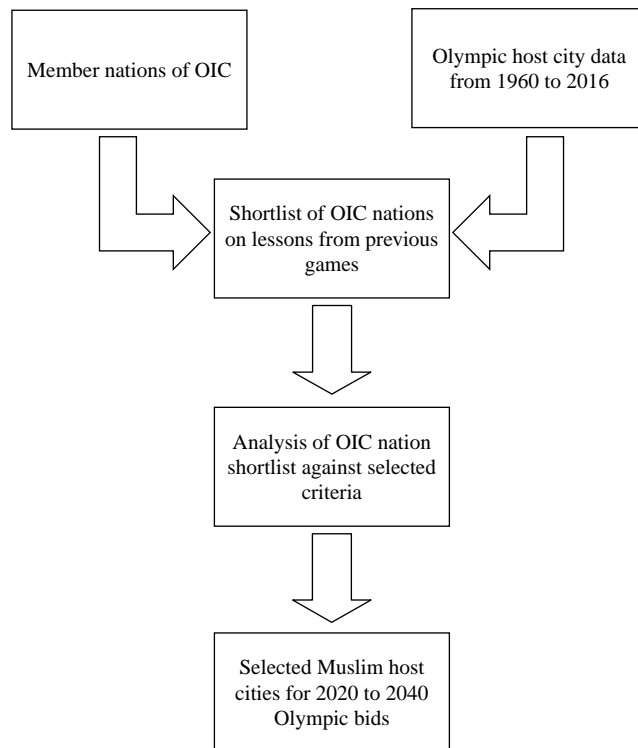 Member nations of OIC
Olympic host city data
from 1960 to 2016
Shortlist of OIC nations
on lessons from previous
games
Analysis of OIC nation
shortlist against selected
criteria
Selected Muslim host
cities for 2020 to 2040
Olympic bids